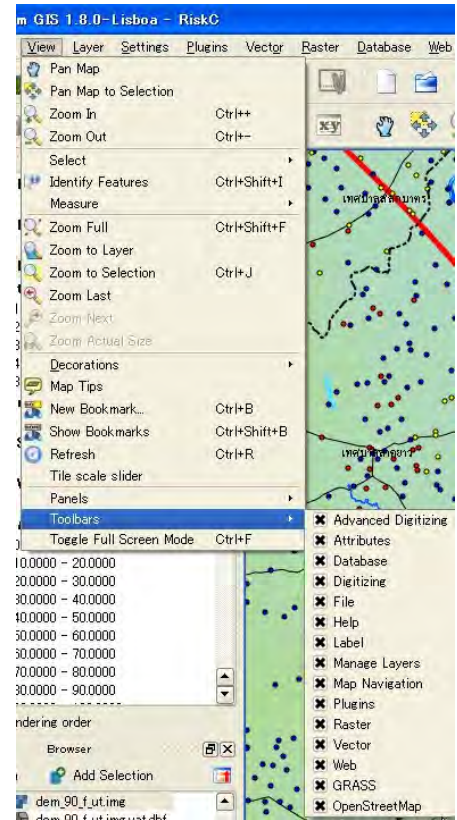 m GIS 1.8.0-Lisboa - RiskC
View Layer Settings Plugins Vector Raster Database Web
Pan Map
Pan Map to Selection
Zoom In Ctrl++
Zoom Out Ctrl+-
Select
Identify Features Ctrl+Shift+I
Measure
Zoom Full Ctrl+Shift+F
Zoom to Layer
Zoom to Selection Ctrl+J
Zoom Last
Zoom Next
Zoom Actual Size
Decorations
Map Tips
New Bookmark... Ctrl+B
Show Bookmarks Ctrl+Shift+B
Refresh Ctrl+R
Tile scale slider
Panels
Toolbars
Toggle Full Screen Mode Ctrl+F
Advanced Digitizing
Attributes
Database
Digitizing
File
Help
Label
Manage Layers
Map Navigation
Plugins
Raster
Vector
Web
GRASS
OpenStreetMap
10.0000 - 20.0000
20.0000 - 30.0000
30.0000 - 40.0000
40.0000 - 50.0000
50.0000 - 60.0000
60.0000 - 70.0000
70.0000 - 80.0000
80.0000 - 90.0000
ndering order
Browser
Add Selection
dem_90_f_ut.img